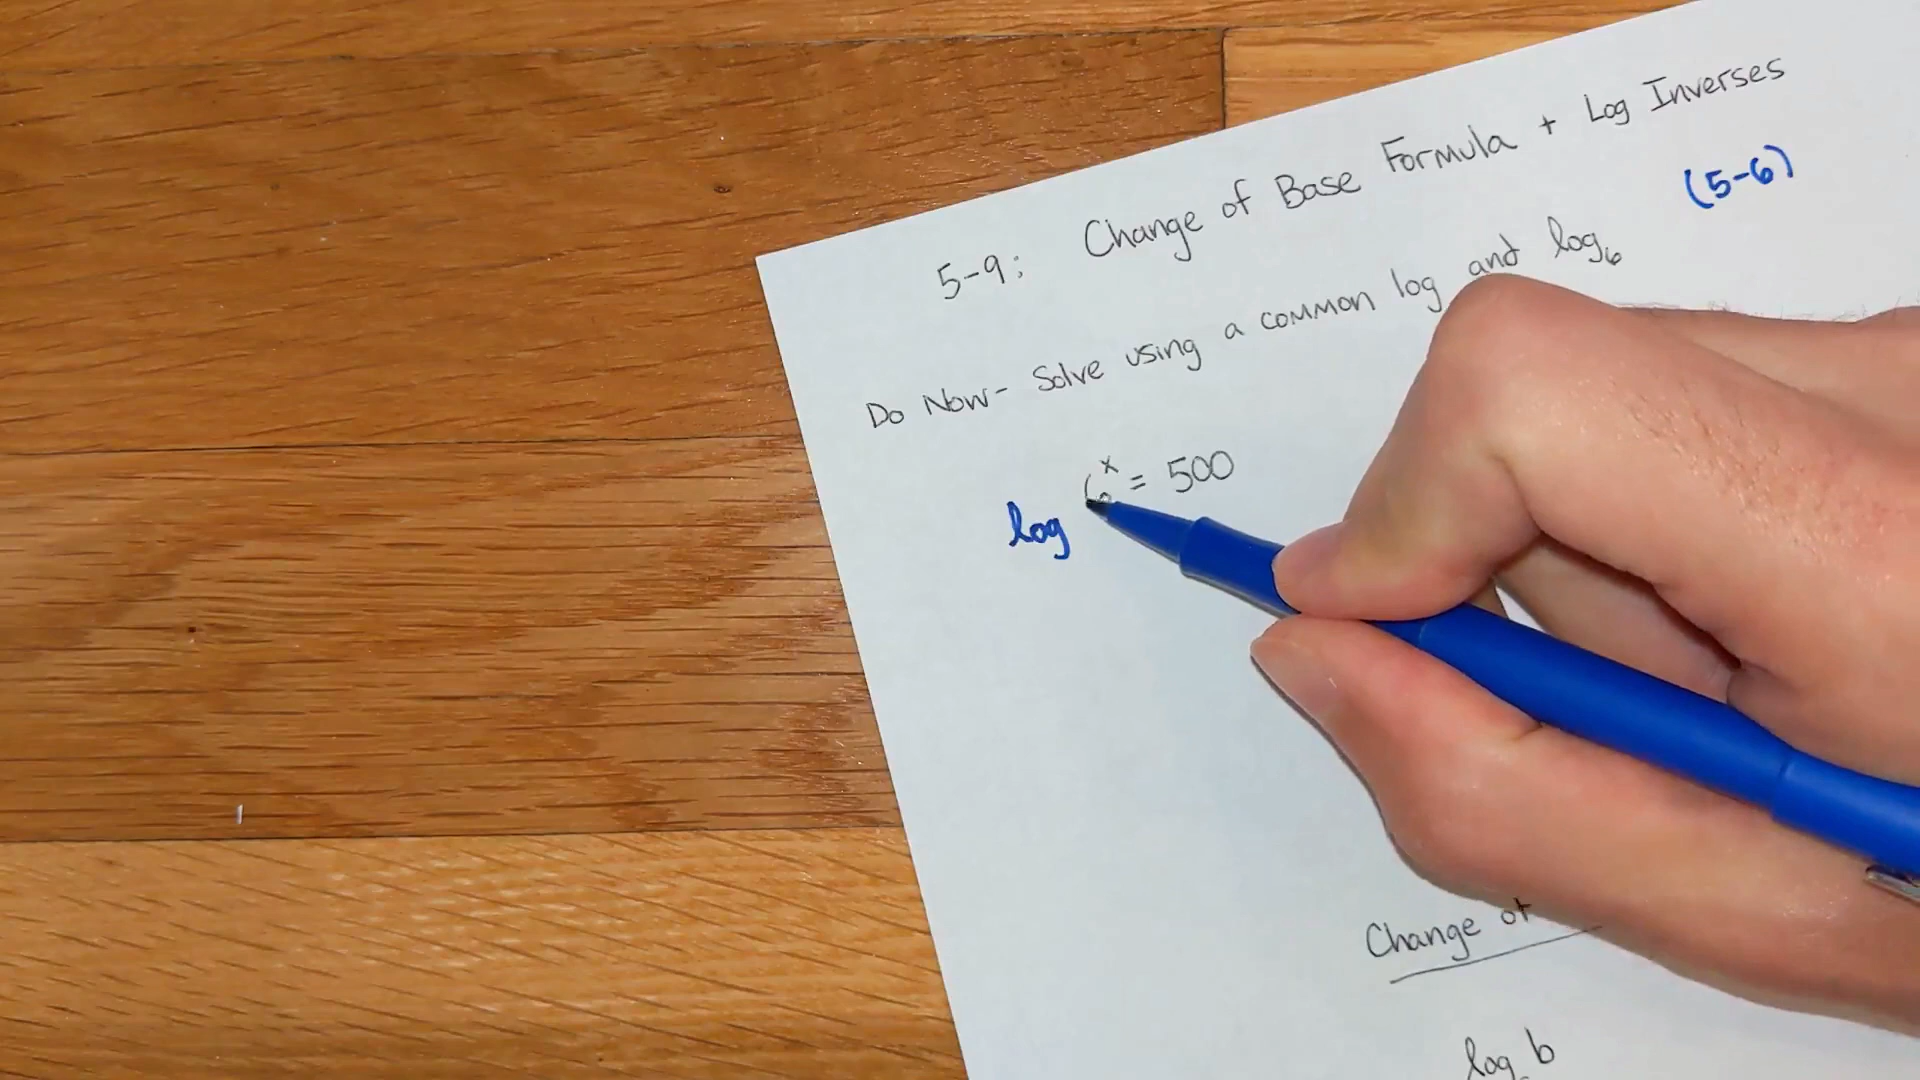 5-9: Change of Base Formula + Log Inverses
(5-6)
Do Now- Solve using a common log and log₆
6ˣ = 500
log
Change of
log b